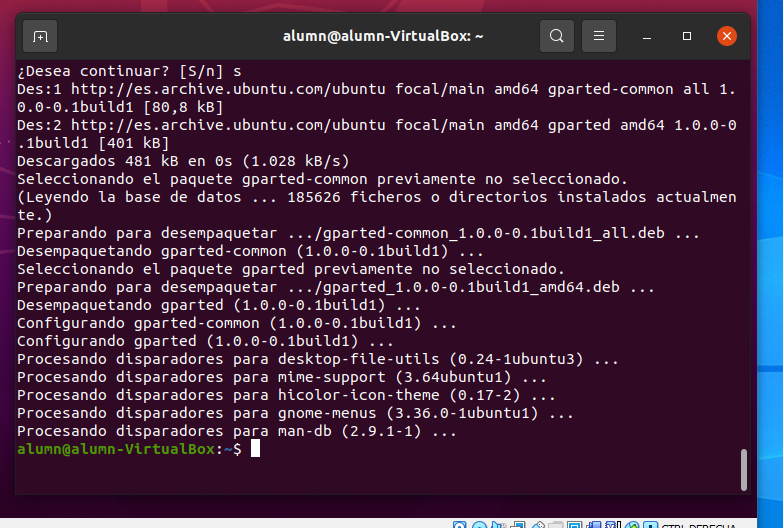 alumn@alumn-VirtualBox: ~
¿Desea continuar? [S/n] s
Des:1 http://es.archive.ubuntu.com/ubuntu focal/main amd64 gparted-common all 1.
0.0-0.1build1 [80,8 kB]
Des:2 http://es.archive.ubuntu.com/ubuntu focal/main amd64 gparted amd64 1.0.0-0
.1build1 [401 kB]
Descargados 481 kB en 0s (1.028 kB/s)
Seleccionando el paquete gparted-common previamente no seleccionado.
(Leyendo la base de datos ... 185626 ficheros o directorios instalados actualmen
te.)
Preparando para desempaquetar .../gparted-common_1.0.0-0.1build1_all.deb ...
Desempaquetando gparted-common (1.0.0-0.1build1) ...
Seleccionando el paquete gparted previamente no seleccionado.
Preparando para desempaquetar .../gparted_1.0.0-0.1build1_amd64.deb ...
Desempaquetando gparted (1.0.0-0.1build1) ...
Configurando gparted-common (1.0.0-0.1build1) ...
Configurando gparted (1.0.0-0.1build1) ...
Procesando disparadores para desktop-file-utils (0.24-1ubuntu3) ...
Procesando disparadores para mime-support (3.64ubuntu1) ...
Procesando disparadores para hicolor-icon-theme (0.17-2) ...
Procesando disparadores para gnome-menus (3.36.0-1ubuntu1) ...
Procesando disparadores para man-db (2.9.1-1) ...
alumn@alumn-VirtualBox:~$
CTRL DERECHA